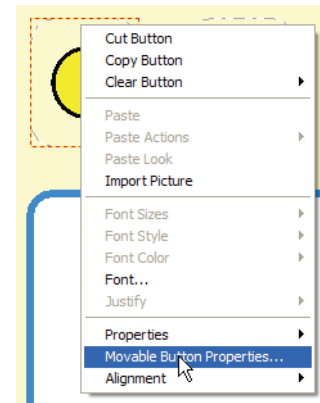 Cut Button
Copy Button
Clear Button
Paste
Paste Actions
Paste Look
Import Picture
Font Sizes
Font Style
Font Color
Font...
Justify
Properties
Movable Button Properties...
Alignment